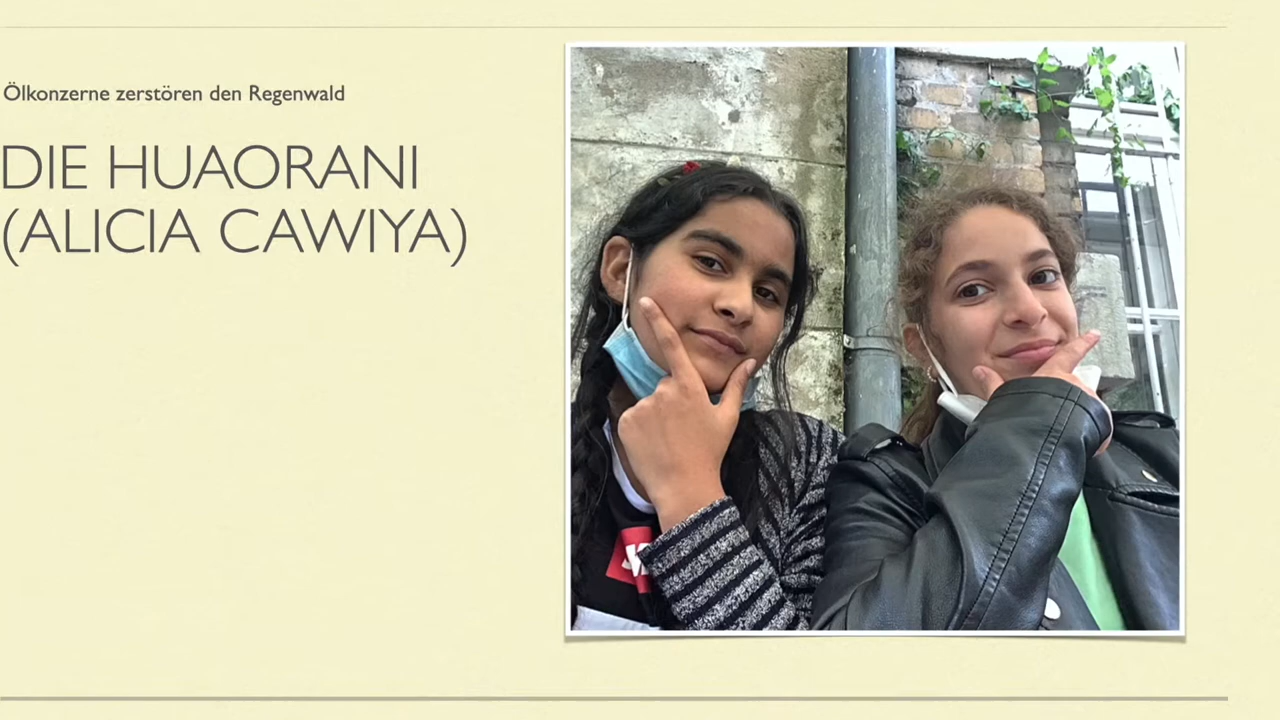 Ölkonzerne zerstören den Regenwald
DIE HUAORANI
(ALICIA CAWIYA)